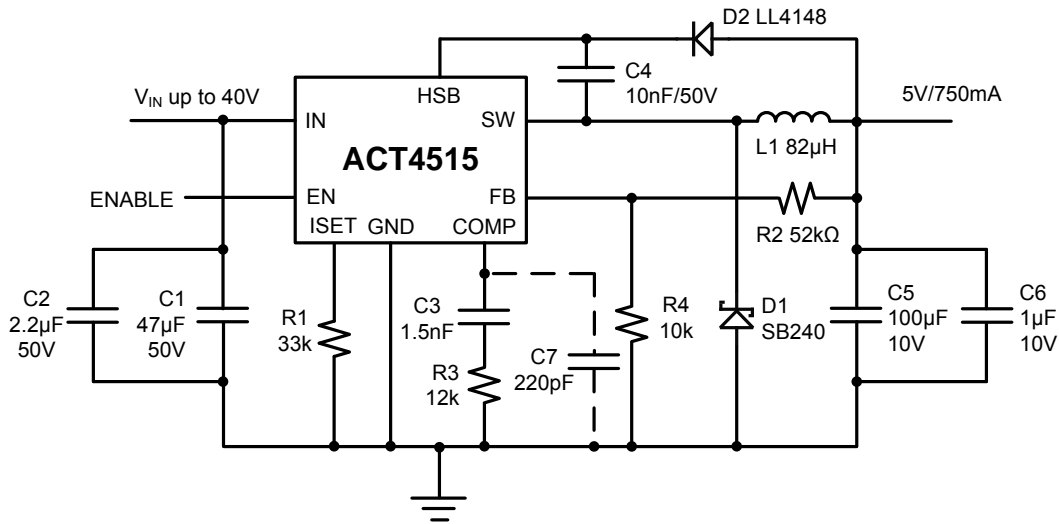 D2 LL4148
C4
10nF/50V
VIN up to 40V
HSB
5V/750mA
IN
SW
L1 82μH
ACT4515
ENABLE
EN
FB
ISET
GND
COMP
R2 52kΩ
C2
2.2μF
50V
C1
47μF
50V
R1
33k
C3
1.5nF
R3
12k
C7
220pF
R4
10k
D1
SB240
C5
100μF
10V
C6
1μF
10V